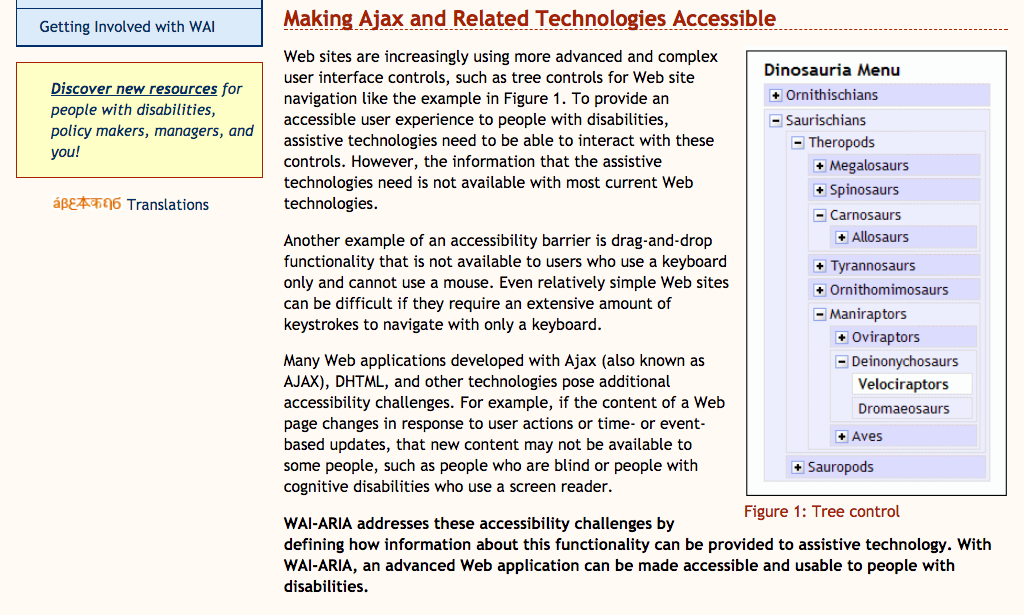 Getting Involved with WAI
Discover new resources for
people with disabilities,
policy makers, managers, and
you!
Translations
Making Ajax and Related Technologies Accessible
Web sites are increasingly using more advanced and complex
user interface controls, such as tree controls for Web site
navigation like the example in Figure 1. To provide an
accessible user experience to people with disabilities,
assistive technologies need to be able to interact with these
controls. However, the information that the assistive
technologies need is not available with most current Web
technologies.
Another example of an accessibility barrier is drag-and-drop
functionality that is not available to users who use a keyboard
only and cannot use a mouse. Even relatively simple Web sites
can be difficult if they require an extensive amount of
keystrokes to navigate with only a keyboard.
Many Web applications developed with Ajax (also known as
AJAX), DHTML, and other technologies pose additional
accessibility challenges. For example, if the content of a Web
page changes in response to user actions or time- or event-
based updates, that new content may not be available to
some people, such as people who are blind or people with
cognitive disabilities who use a screen reader.
WAI-ARIA addresses these accessibility challenges by
defining how information about this functionality can be provided to assistive technology. With
WAI-ARIA, an advanced Web application can be made accessible and usable to people with
disabilities.
Dinosauria Menu
Ornithischians
Saurischians
Theropods
Megalosaurs
Spinosaurs
Carnosaurs
Allosaurs
Tyrannosaurs
Ornithomimosaurs
Maniraptors
Oviraptors
Deinonychosaurs
Velociraptors
Dromaeosaurs
Aves
Sauropods
Figure 1: Tree control